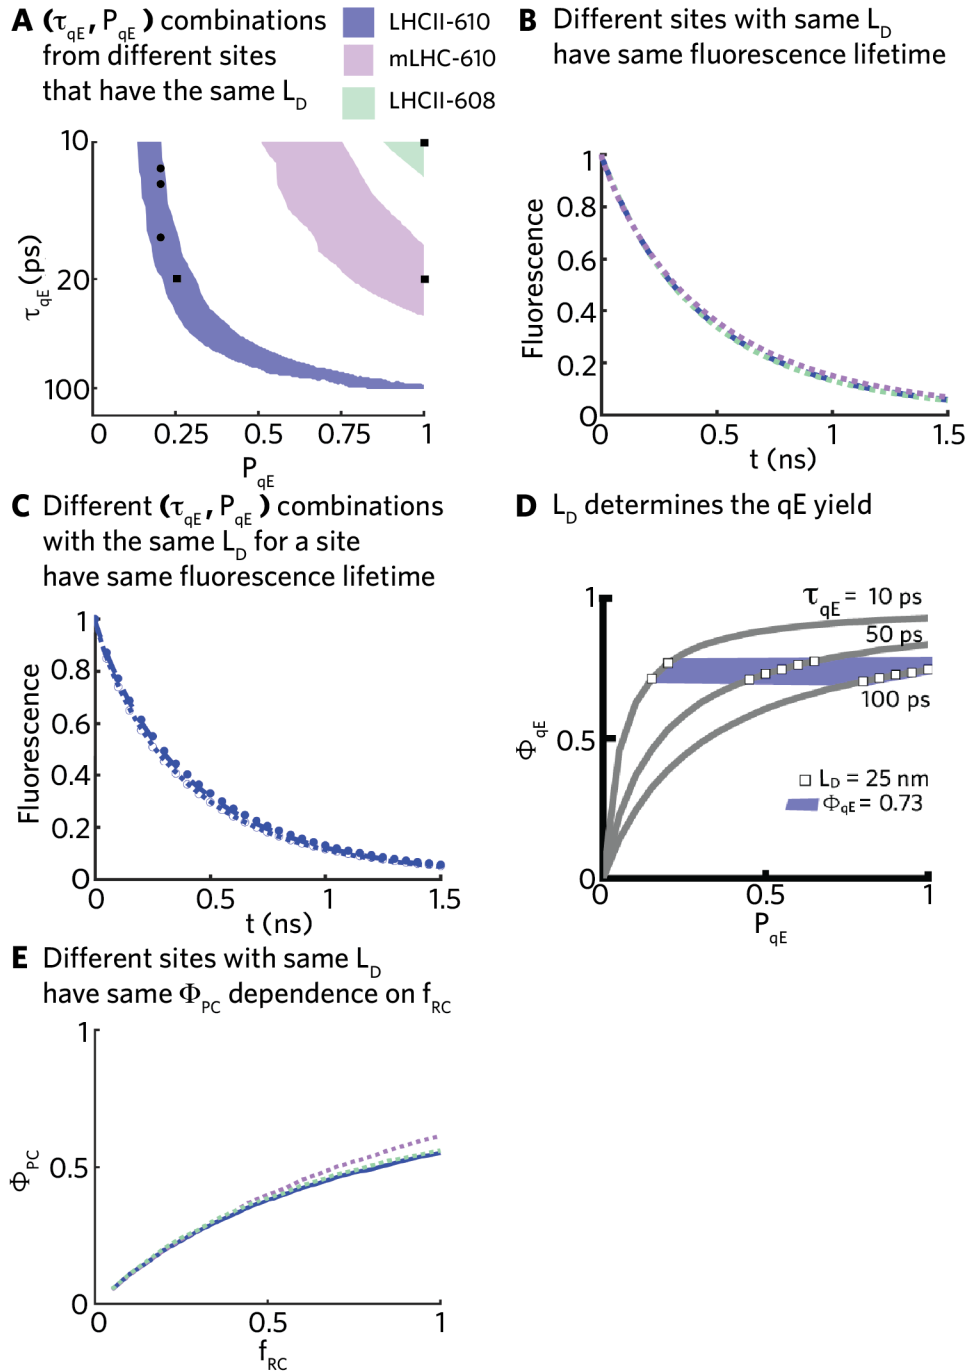 A (τqE, PqE) combinations
from different sites
that have the same LD
LHCII-610
mLHC-610
LHCII-608
10
20
100
τqE (ps)
0 0.25 0.5 0.75 1
PqE
B Different sites with same LD
have same fluorescence lifetime
1
0.8
0.6
0.4
0.2
0
Fluorescence
0 0.5 1 1.5
t (ns)
C Different (τqE, PqE) combinations
with the same LD for a site
have same fluorescence lifetime
1
0.8
0.6
0.4
0.2
0
Fluorescence
0 0.5 1 1.5
t (ns)
D LD determines the qE yield
1
0.5
0
ΦqE
τqE = 10 ps
50 ps
100 ps
LD = 25 nm
ΦqE = 0.73
0.5 1
PqE
E Different sites with same LD
have same ΦPC dependence on fRC
1
0.5
0
ΦPC
0 0.5 1
fRC